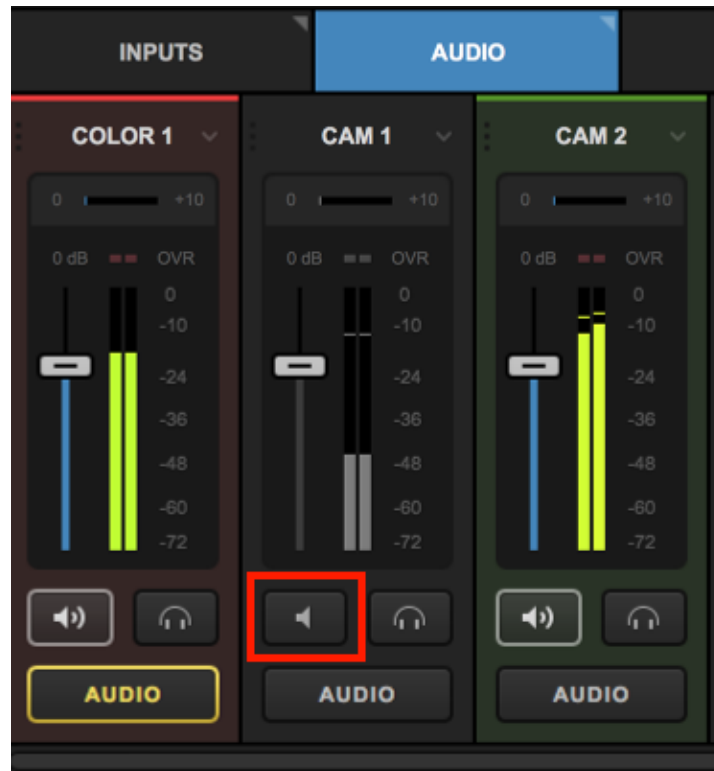 INPUTS
AUDIO
COLOR 1
CAM 1
CAM 2
0 +10
0 +10
0 +10
0 dB OVR
0 dB OVR
0 dB OVR
0
-10
-24
-36
-48
-60
-72
0
-10
-24
-36
-48
-60
-72
0
-10
-24
-36
-48
-60
-72
AUDIO
AUDIO
AUDIO